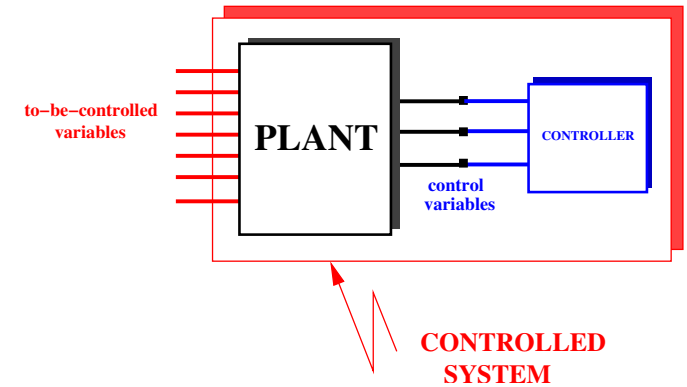 to−be−controlled
variables
PLANT
CONTROLLER
control
variables
CONTROLLED
SYSTEM